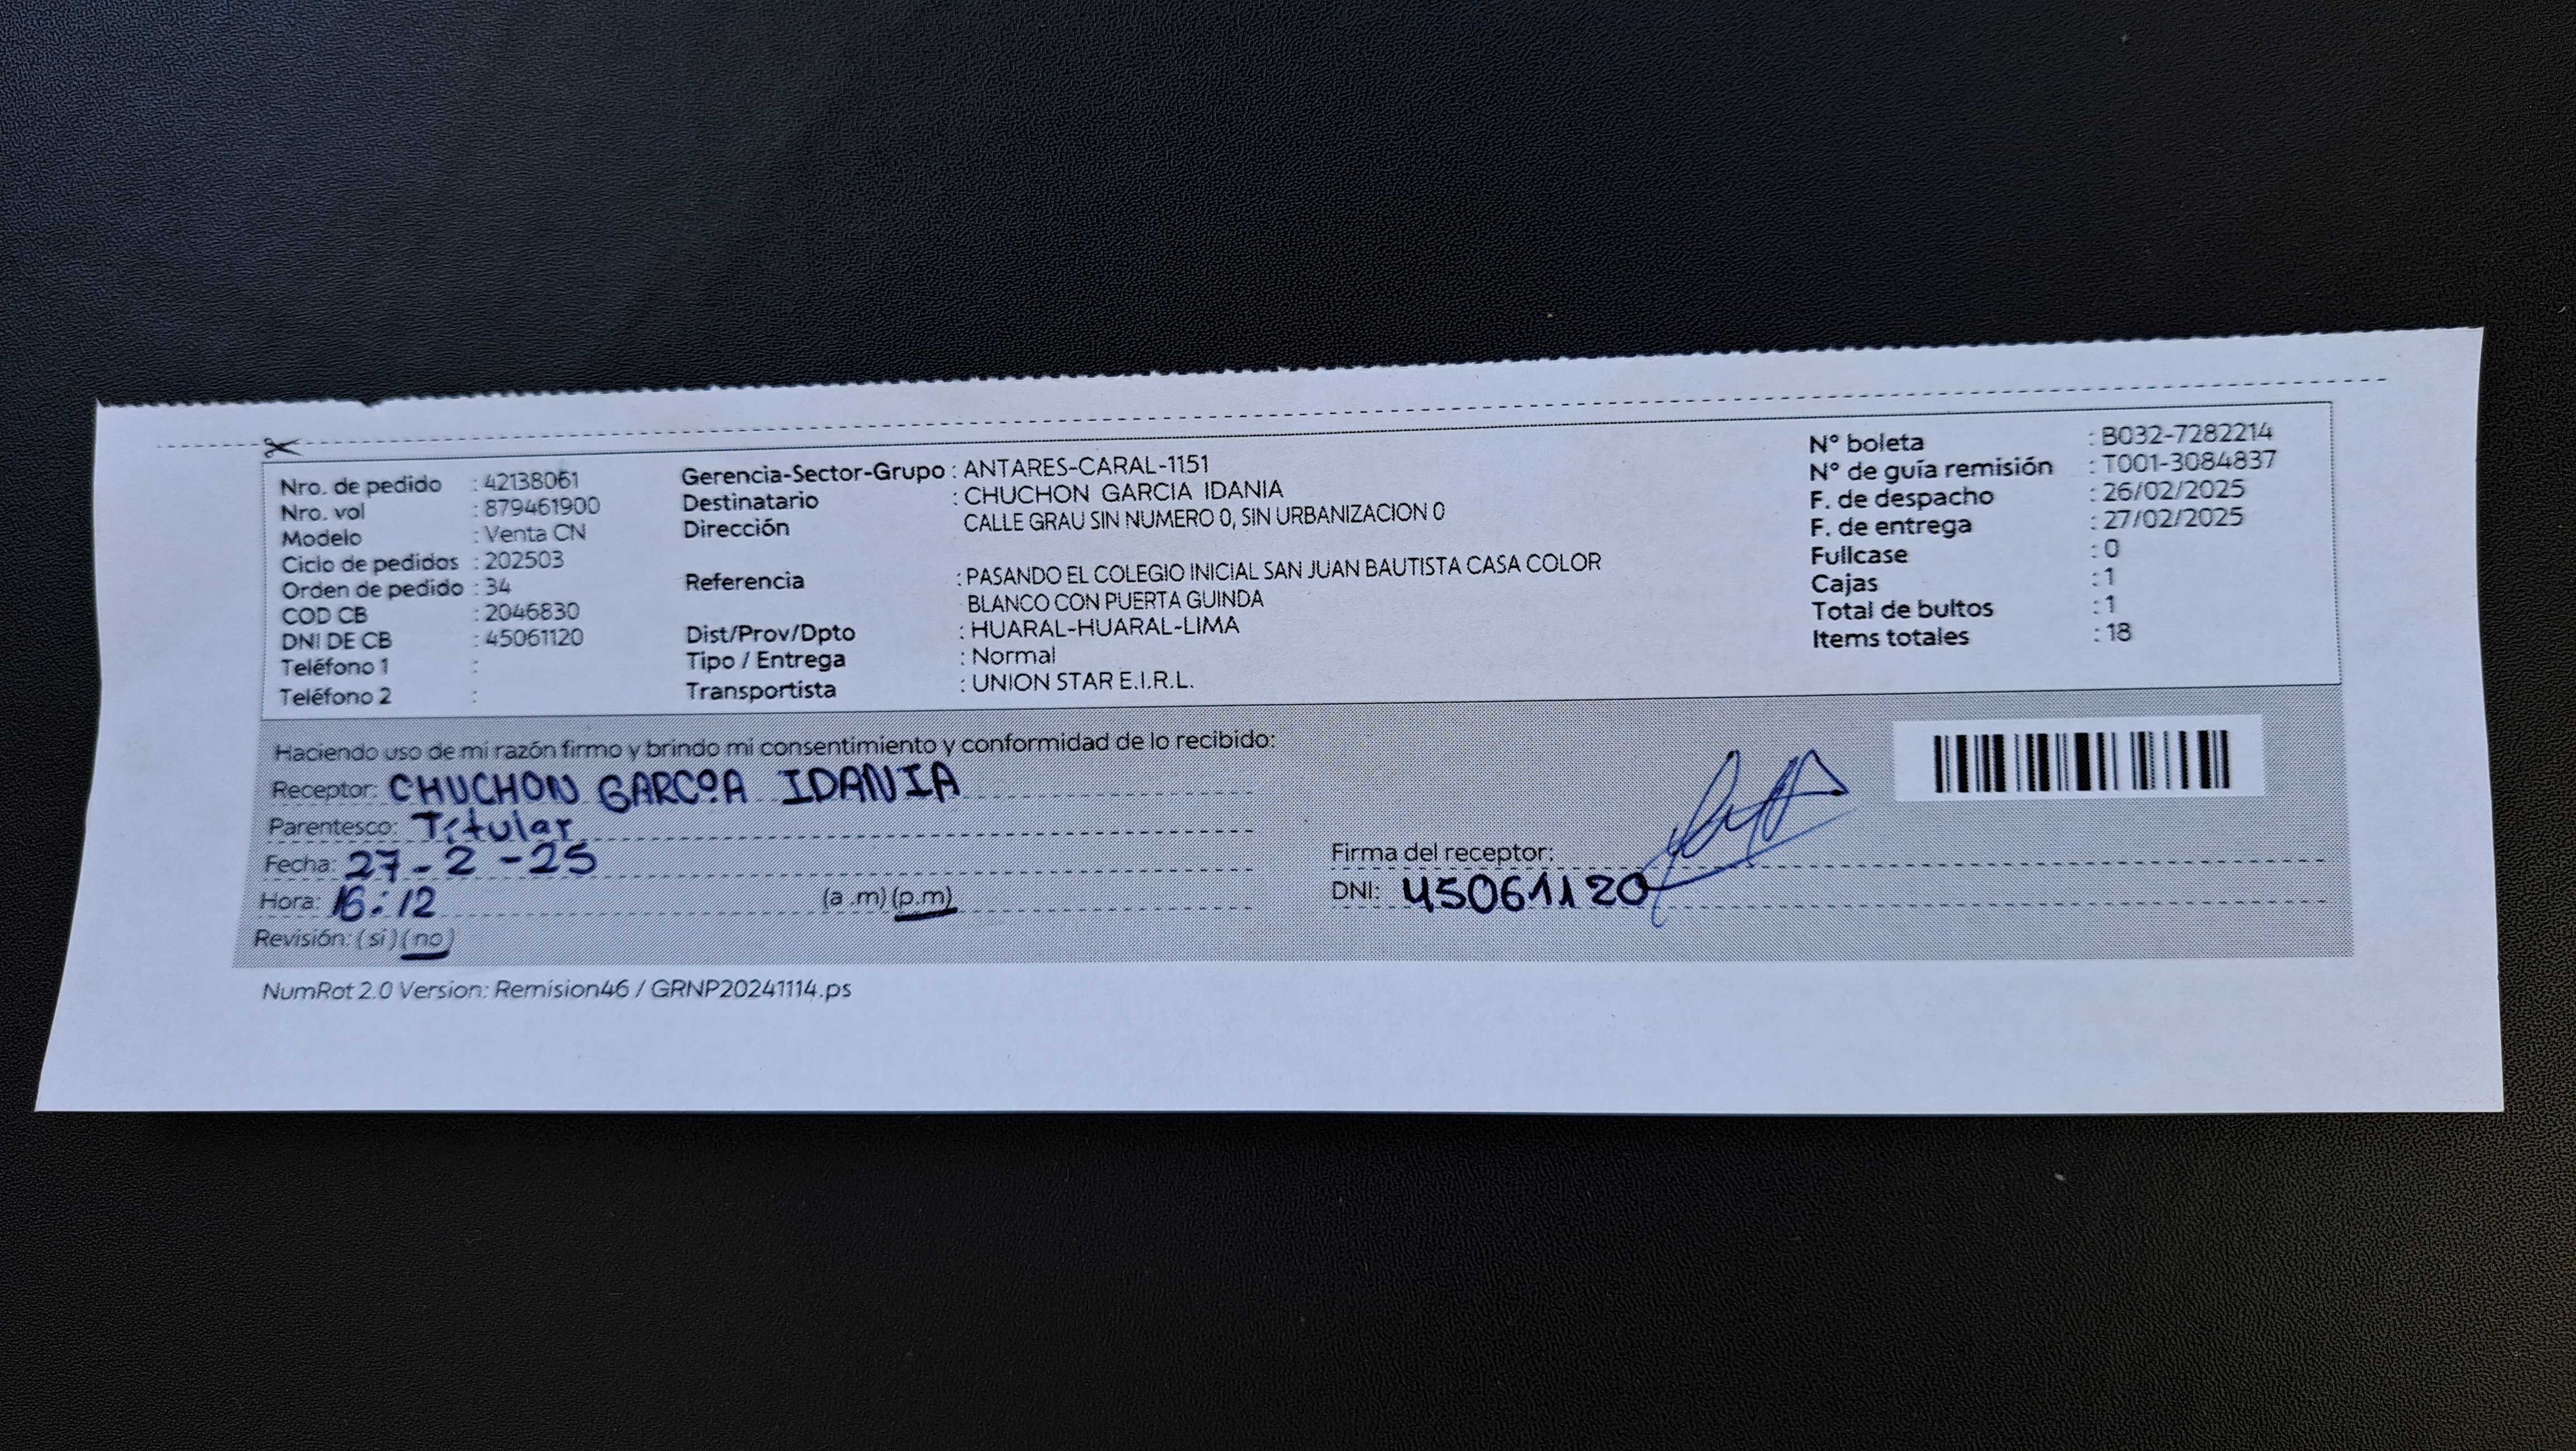 Nro. de pedido : 42138061
Nro. vol : 879461900
Modelo : Venta CN
Ciclo de pedidos : 202503
Orden de pedido : 34
COD CB : 2046830
DNI DE CB : 45061120
Teléfono 1 :
Teléfono 2 :
Gerencia-Sector-Grupo : ANTARES-CARAL-1151
Destinatario : CHUCHON GARCIA IDANIA
Dirección CALLE GRAU SIN NUMERO 0, SIN URBANIZACION 0
Referencia : PASANDO EL COLEGIO INICIAL SAN JUAN BAUTISTA CASA COLOR
BLANCO CON PUERTA GUINDA
Dist/Prov/Dpto : HUARAL-HUARAL-LIMA
Tipo / Entrega : Normal
Transportista : UNION STAR E.I.R.L.
N° boleta : B032-7282214
N° de guía remisión : T001-3084837
F. de despacho : 26/02/2025
F. de entrega : 27/02/2025
Fullcase : 0
Cajas : 1
Total de bultos : 1
Items totales : 18
Haciendo uso de mi razón firmo y brindo mi consentimiento y conformidad de lo recibido:
Receptor: CHUCHON GARCOA IDANIA
Parentesco: Titular
Fecha: 27-2-25
Hora: 16:12 (a .m) (p.m)
Revisión: (si) (no)
Firma del receptor:
DNI: 45061120
NumRot 2.0 Version: Remision46 / GRNP20241114.ps